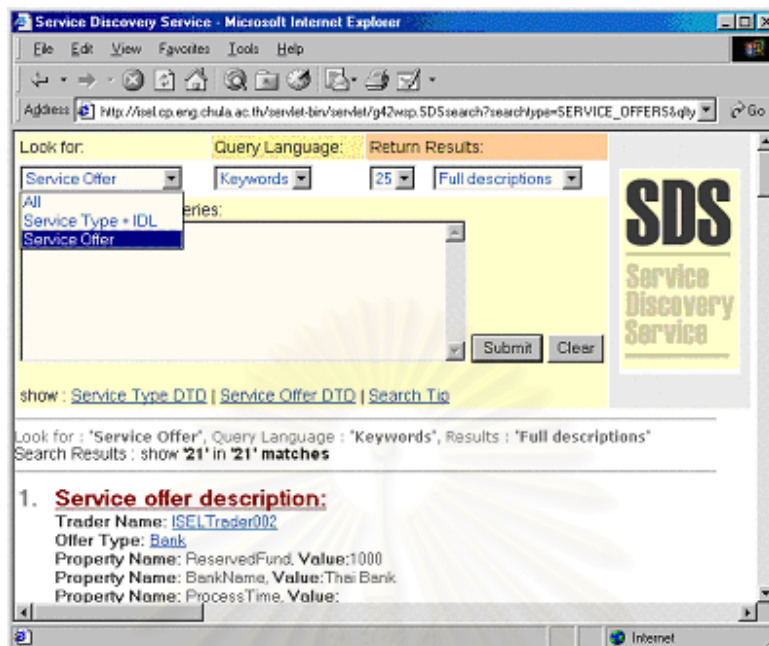 Service Discovery Service - Microsoft Internet Explorer
File Edit View Favorites Tools Help
Address http://isel.cp.eng.chula.ac.th/servlet-bin/servlet/g42wsp.SDSsearch?searchtype=SERVICE_OFFERS&qlty Go
Look for: Query Language: Return Results:
Service Offer Keywords 25 Full descriptions
All
Service Type + IDL
Service Offer
eries:
Submit Clear
SDS
Service
Discovery
Service
show : Service Type DTD | Service Offer DTD | Search Tip
Look for : "Service Offer", Query Language : "Keywords", Results : "Full descriptions"
Search Results : show '21' in '21' matches
1. Service offer description:
Trader Name: ISELTrader002
Offer Type: Bank
Property Name: ReservedFund, Value:1000
Property Name: BankName, Value:Thai Bank
Property Name: ProcessTime, Value:
Internet